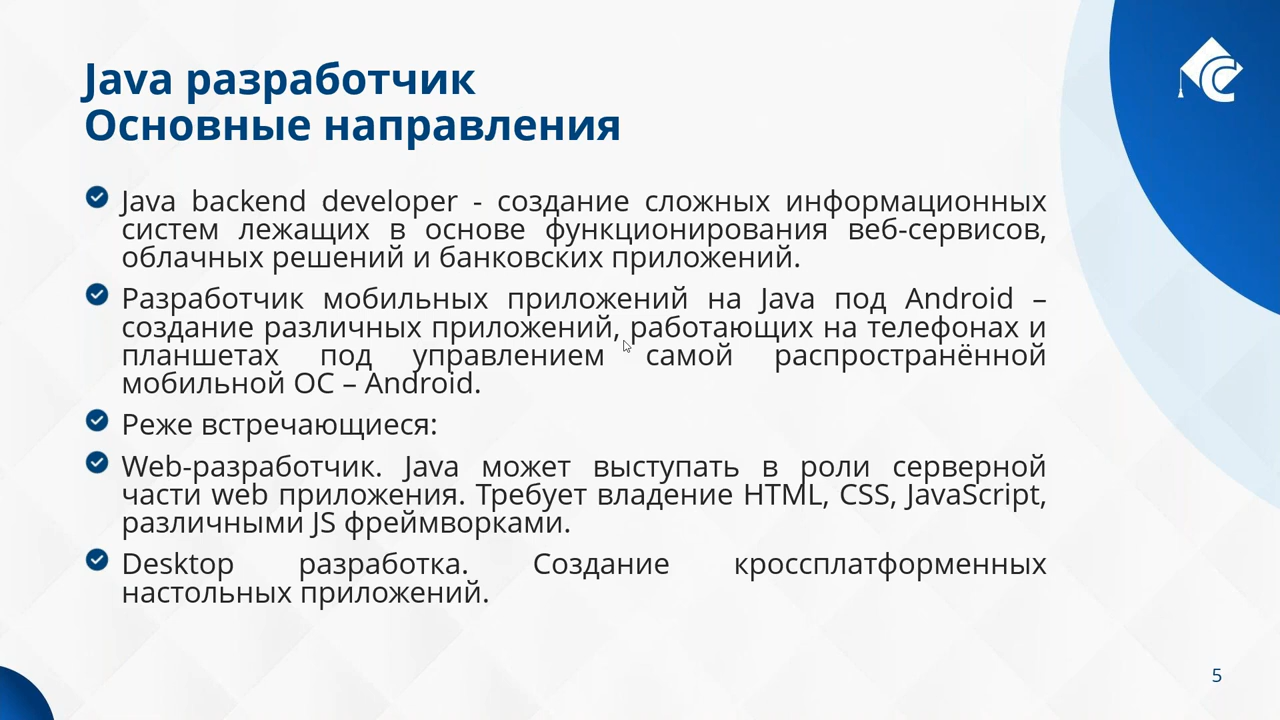 Java разработчик
Основные направления
Java backend developer - создание сложных информационных
систем лежащих в основе функционирования веб-сервисов,
облачных решений и банковских приложений.
Разработчик мобильных приложений на Java под Android –
создание различных приложений, работающих на телефонах и
планшетах под управлением самой распространённой
мобильной ОС – Android.
Реже встречающиеся:
Web-разработчик. Java может выступать в роли серверной
части web приложения. Требует владение HTML, CSS, JavaScript,
различными JS фреймворками.
Desktop разработка. Создание кроссплатформенных
настольных приложений.
5